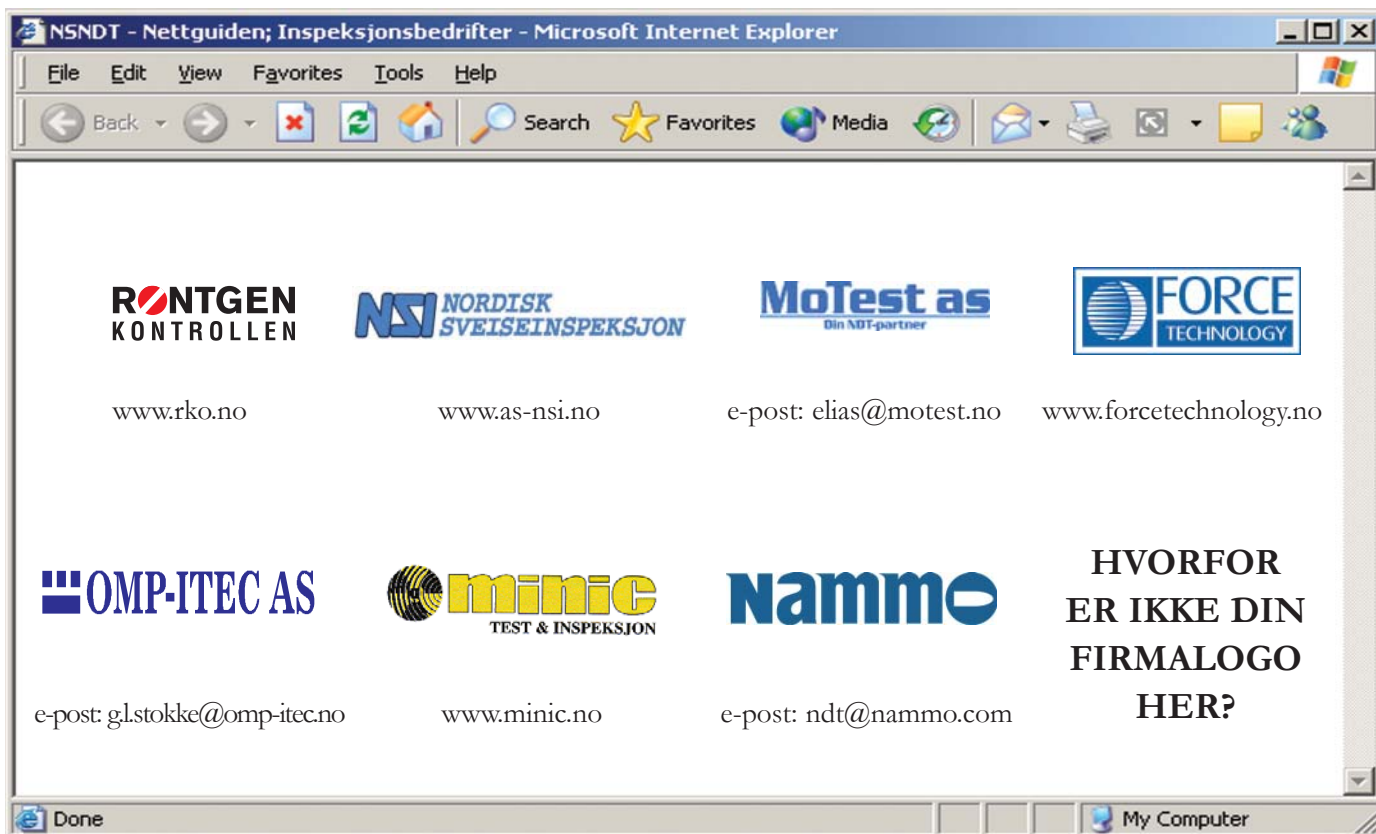 NSNDT - Nettguiden; Inspeksjonsbedrifter - Microsoft Internet Explorer
File Edit View Favorites Tools Help
Back Search Favorites Media
RØNTGEN
KONTROLLEN
NSI NORDISK
SVEISEINSPEKSJON
MoTest as
Din NDT-partner
FORCE
TECHNOLOGY
www.rko.no
www.as-nsi.no
e-post: elias@motest.no
www.forcetechnology.no
OMP-ITEC AS
minic
TEST & INSPEKSJON
Nammo
HVORFOR
ER IKKE DIN
FIRMALOGO
HER?
e-post: g.l.stokke@omp-itec.no
www.minic.no
e-post: ndt@nammo.com
Done
My Computer